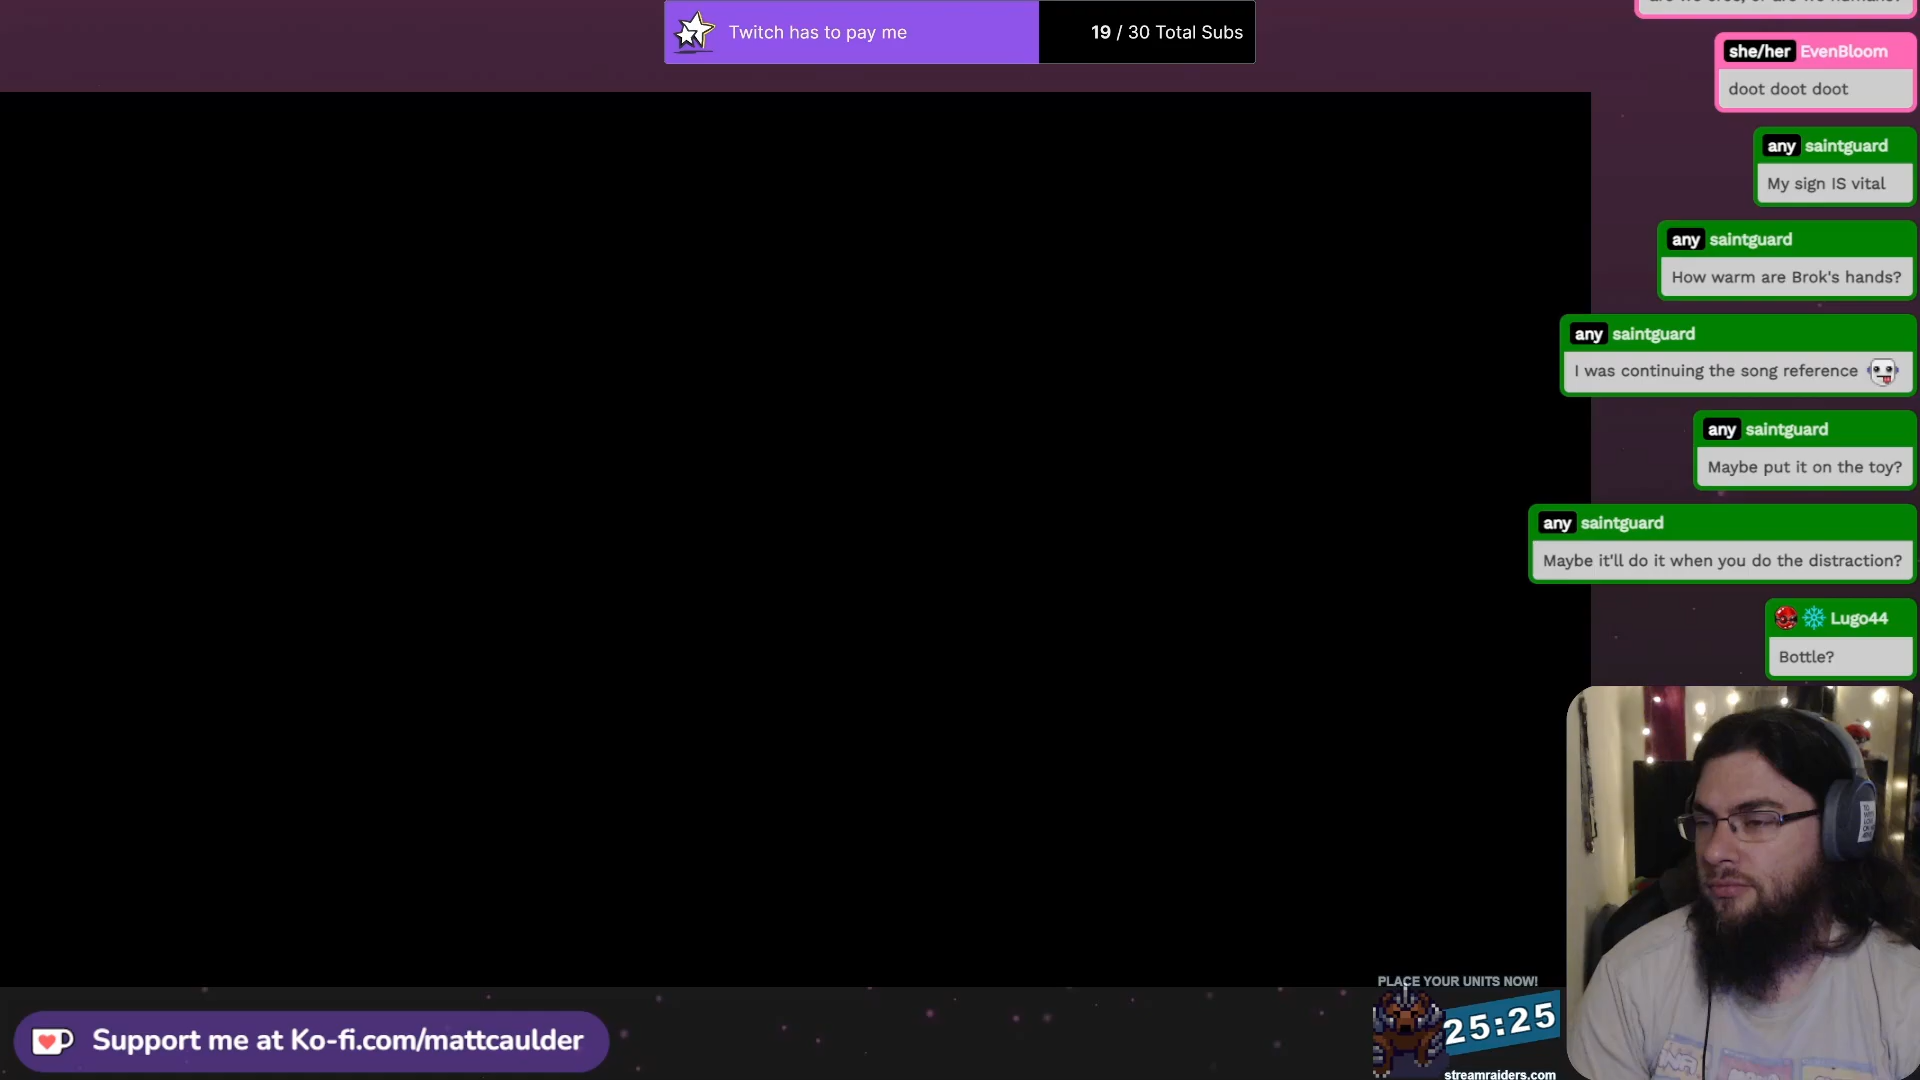 Twitch has to pay me
19 / 30 Total Subs
she/her EvenBloom
doot doot doot
any saintguard
My sign IS vital
any saintguard
How warm are Brok's hands?
any saintguard
I was continuing the song reference
any saintguard
Maybe put it on the toy?
any saintguard
Maybe it'll do it when you do the distraction?
Lugo44
Bottle?
PLACE YOUR UNITS NOW!
25:25
streamraiders.com
Support me at Ko-fi.com/mattcaulder